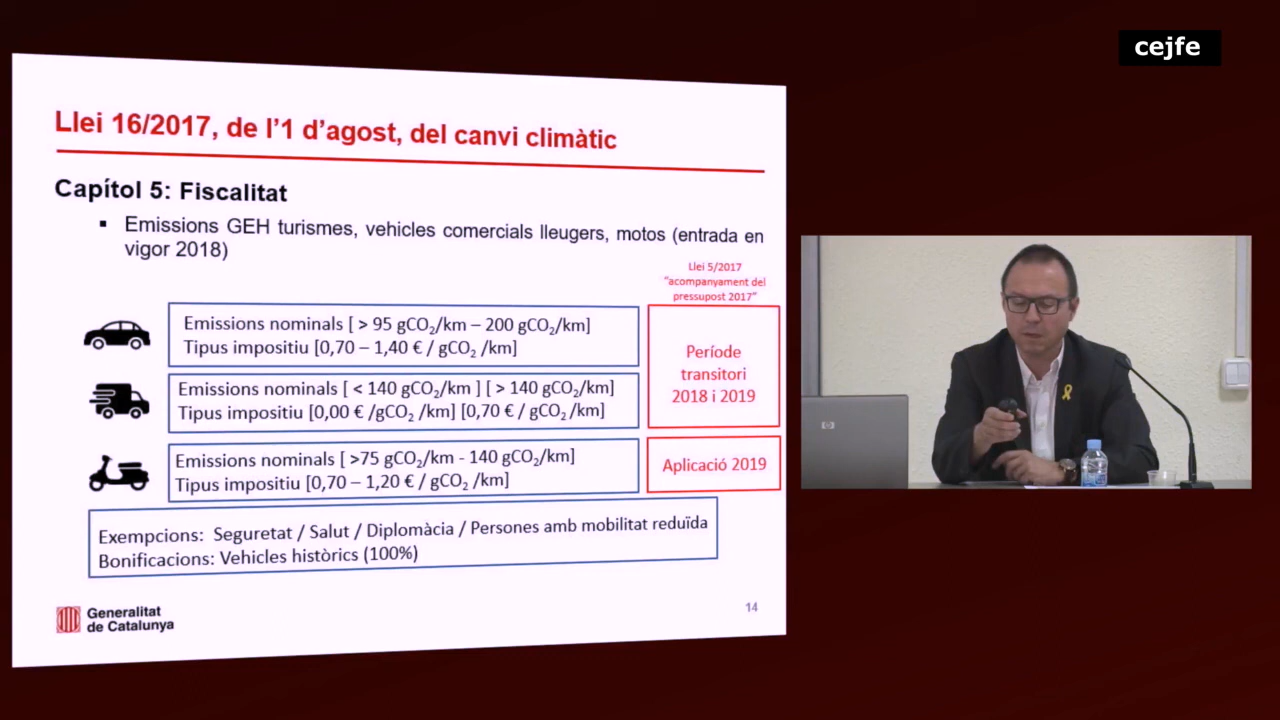 cejfe
Llei 16/2017, de l'1 d'agost, del canvi climàtic
Capítol 5: Fiscalitat
▪ Emissions GEH turismes, vehicles comercials lleugers, motos (entrada en
vigor 2018)
Llei 5/2017
"acompanyament del
pressupost 2017"
Emissions nominals [ > 95 gCO₂/km – 200 gCO₂/km]
Tipus impositiu [0,70 – 1,40 € / gCO₂ /km]
Emissions nominals [ < 140 gCO₂/km ] [ > 140 gCO₂/km]
Tipus impositiu [0,00 € /gCO₂ /km] [0,70 € / gCO₂ /km]
Període
transitori
2018 i 2019
Emissions nominals [ >75 gCO₂/km - 140 gCO₂/km]
Tipus impositiu [0,70 – 1,20 € / gCO₂ /km]
Aplicació 2019
Exempcions: Seguretat / Salut / Diplomàcia / Persones amb mobilitat reduïda
Bonificacions: Vehicles històrics (100%)
Generalitat
de Catalunya
14
hp